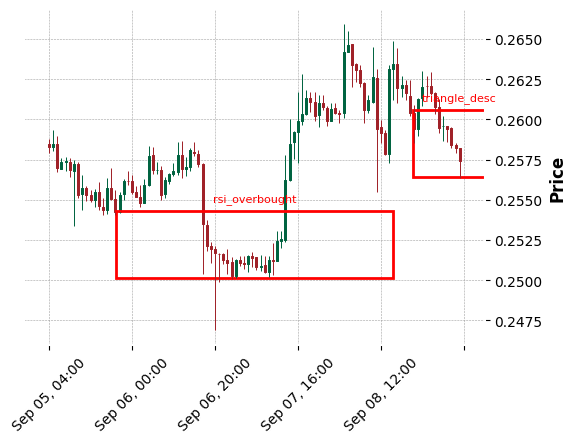 0.2650
0.2625
triangle_desc
0.2600
0.2575
rsi_overbought
0.2550
0.2525
0.2500
0.2475
Price
Sep 05, 04:00
Sep 06, 00:00
Sep 06, 20:00
Sep 07, 16:00
Sep 08, 12:00